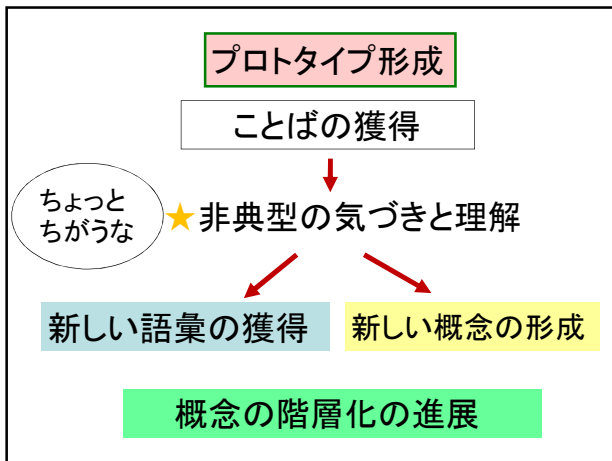 プロトタイプ形成
ことばの獲得
ちょっと
ちがうな
★非典型の気づきと理解
新しい語彙の獲得
新しい概念の形成
概念の階層化の進展